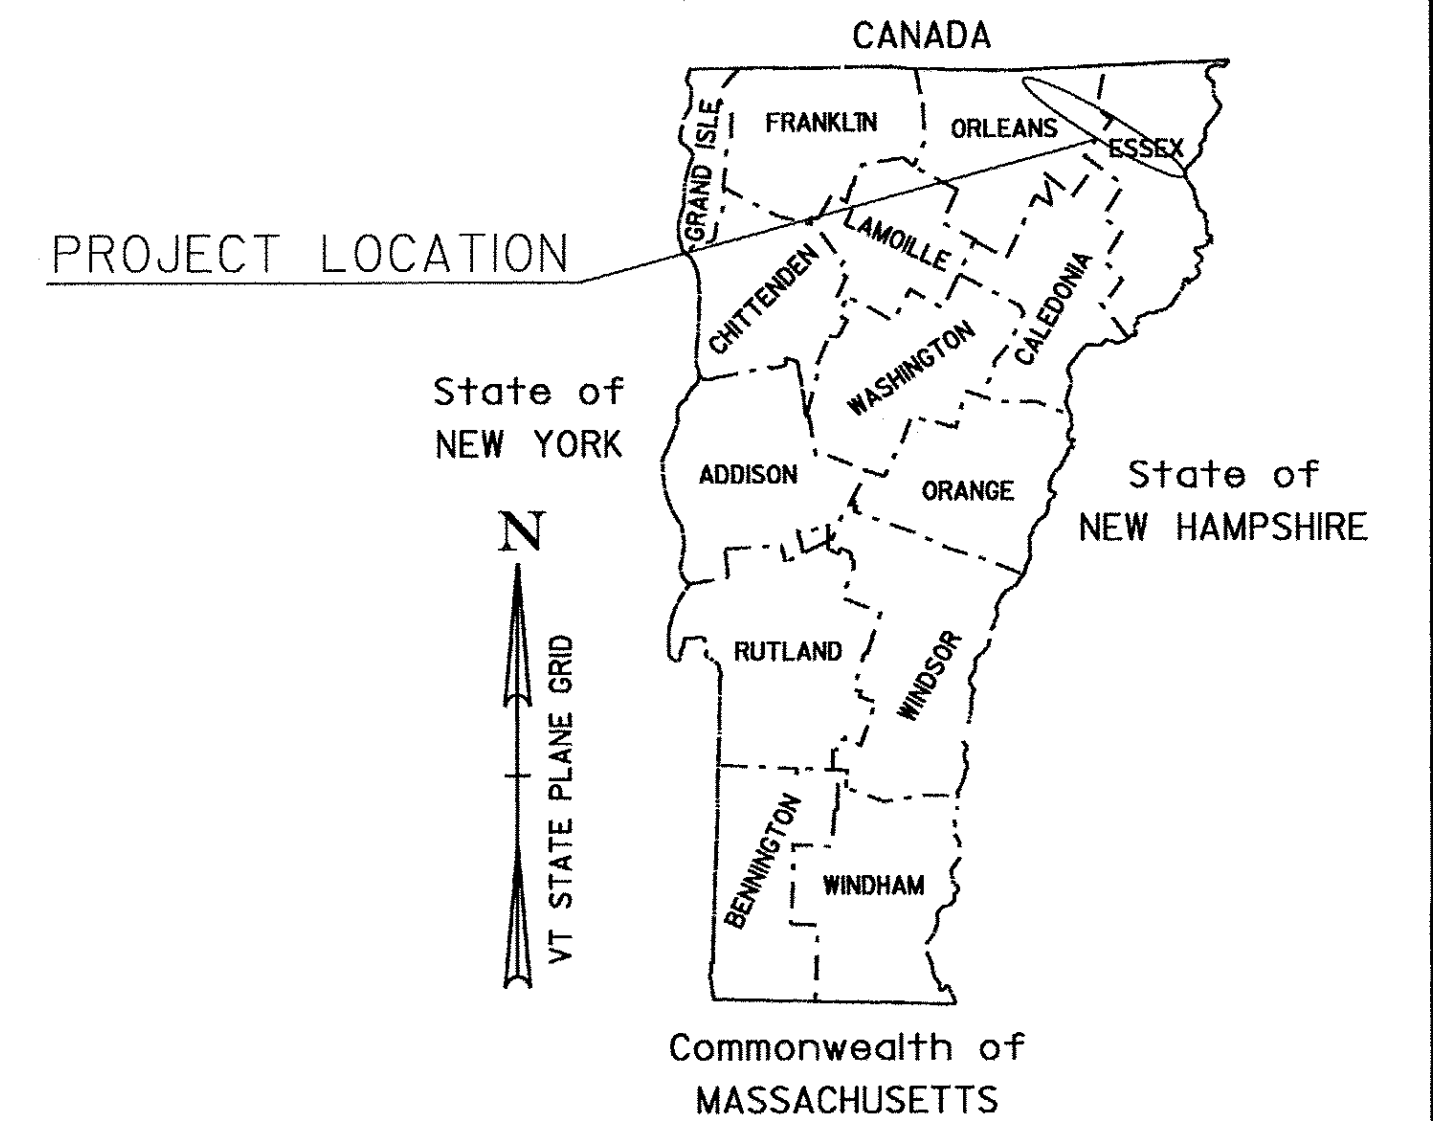 CANADA
GRAND ISLE
FRANKLIN
ORLEANS
ESSEX
PROJECT LOCATION
LAMOILLE
CHITTENDEN
CALEDONIA
WASHINGTON
State of
NEW YORK
ADDISON
ORANGE
State of
NEW HAMPSHIRE
N
VT STATE PLANE GRID
RUTLAND
WINDSOR
BENNINGTON
WINDHAM
Commonwealth of
MASSACHUSETTS